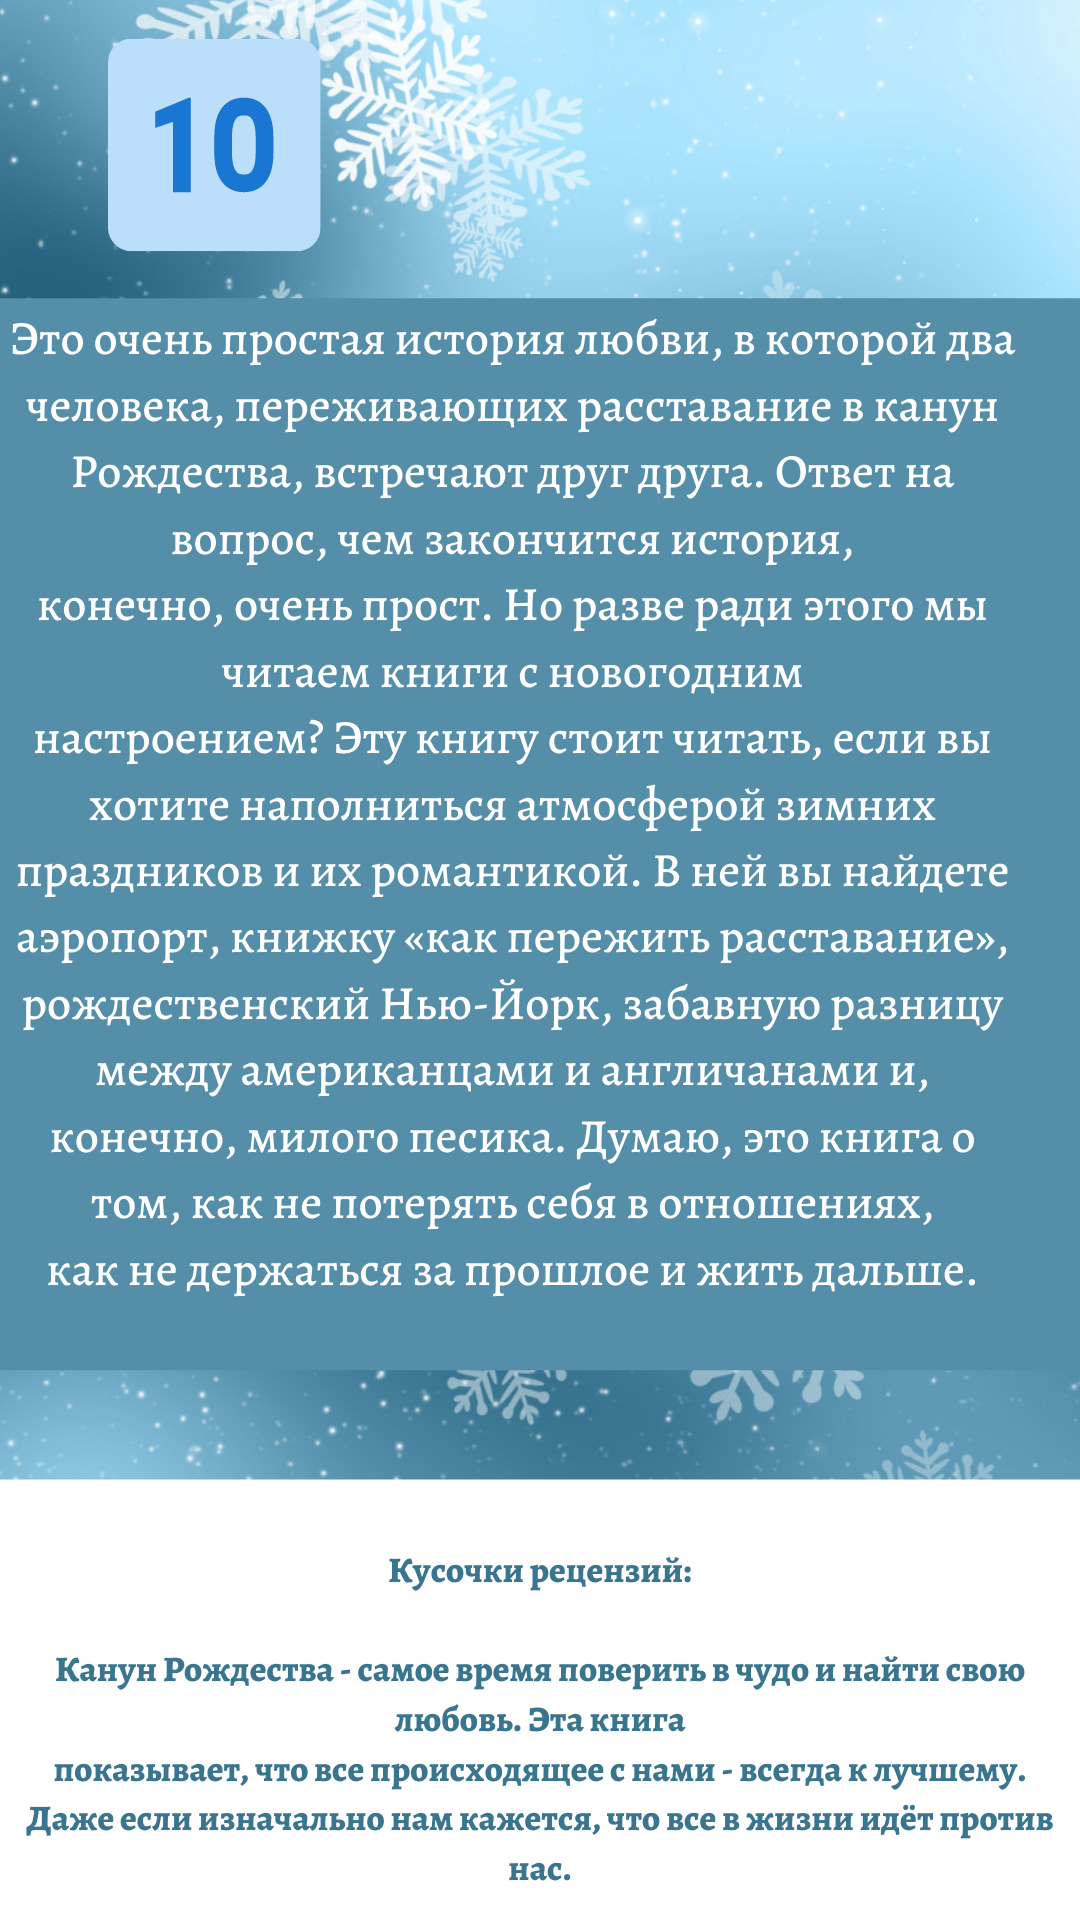 10
Это очень простая история любви, в которой два
человека, переживающих расставание в канун
Рождества, встречают друг друга. Ответ на
вопрос, чем закончится история,
конечно, очень прост. Но разве ради этого мы
читаем книги с новогодним
настроением? Эту книгу стоит читать, если вы
хотите наполниться атмосферой зимних
праздников и их романтикой. В ней вы найдете
аэропорт, книжку «как пережить расставание»,
рождественский Нью-Йорк, забавную разницу
между американцами и англичанами и,
конечно, милого песика. Думаю, это книга о
том, как не потерять себя в отношениях,
как не держаться за прошлое и жить дальше.
Кусочки рецензий:
Канун Рождества - самое время поверить в чудо и найти свою
любовь. Эта книга
показывает, что все происходящее с нами - всегда к лучшему.
Даже если изначально нам кажется, что все в жизни идёт против
нас.